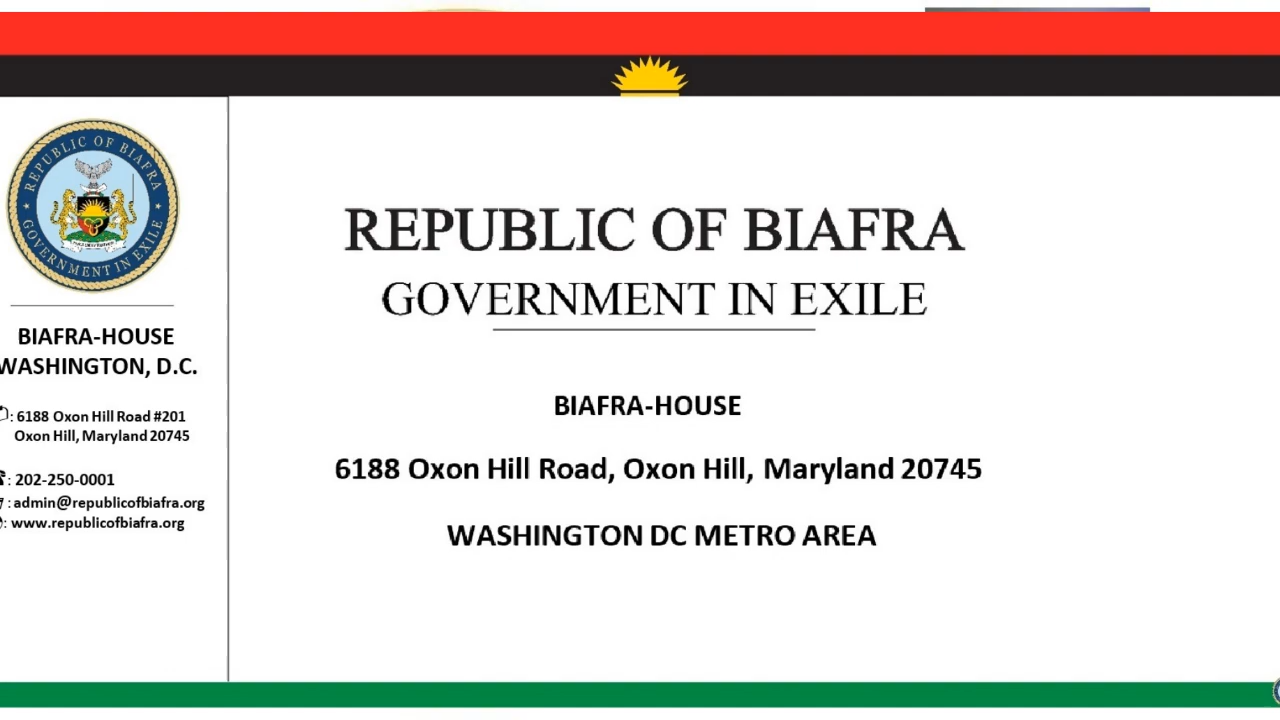 REPUBLIC OF BIAFRA
GOVERNMENT IN EXILE
BIAFRA-HOUSE
WASHINGTON, D.C.
: 6188 Oxon Hill Road #201
Oxon Hill, Maryland 20745
: 202-250-0001
: admin@republicofbiafra.org
: www.republicofbiafra.org
REPUBLIC OF BIAFRA
GOVERNMENT IN EXILE
BIAFRA-HOUSE
6188 Oxon Hill Road, Oxon Hill, Maryland 20745
WASHINGTON DC METRO AREA